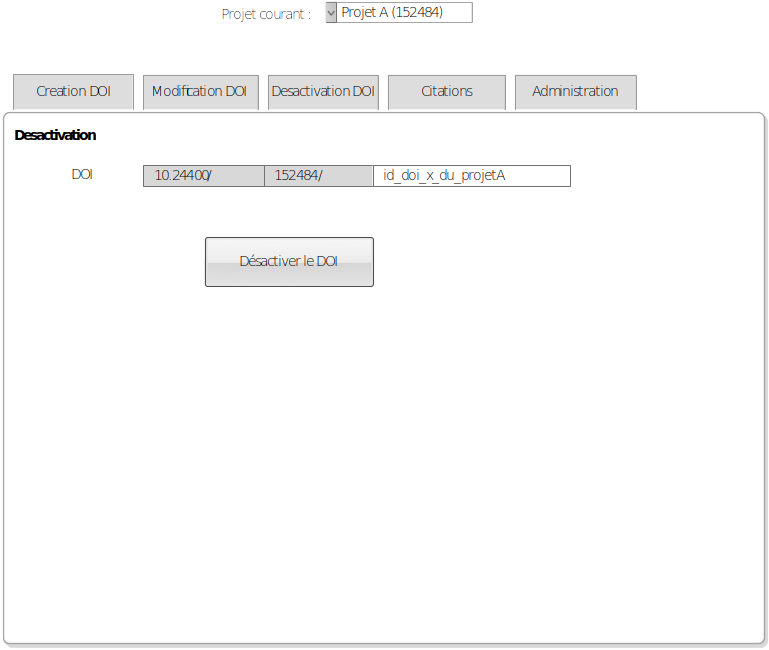 Projet courant : Projet A (152484)
Creation DOI Modification DOI Desactivation DOI Citations Administration
Desactivation
DOI 10.24400/ 152484/ id_doi_x_du_projetA
Désactiver le DOI